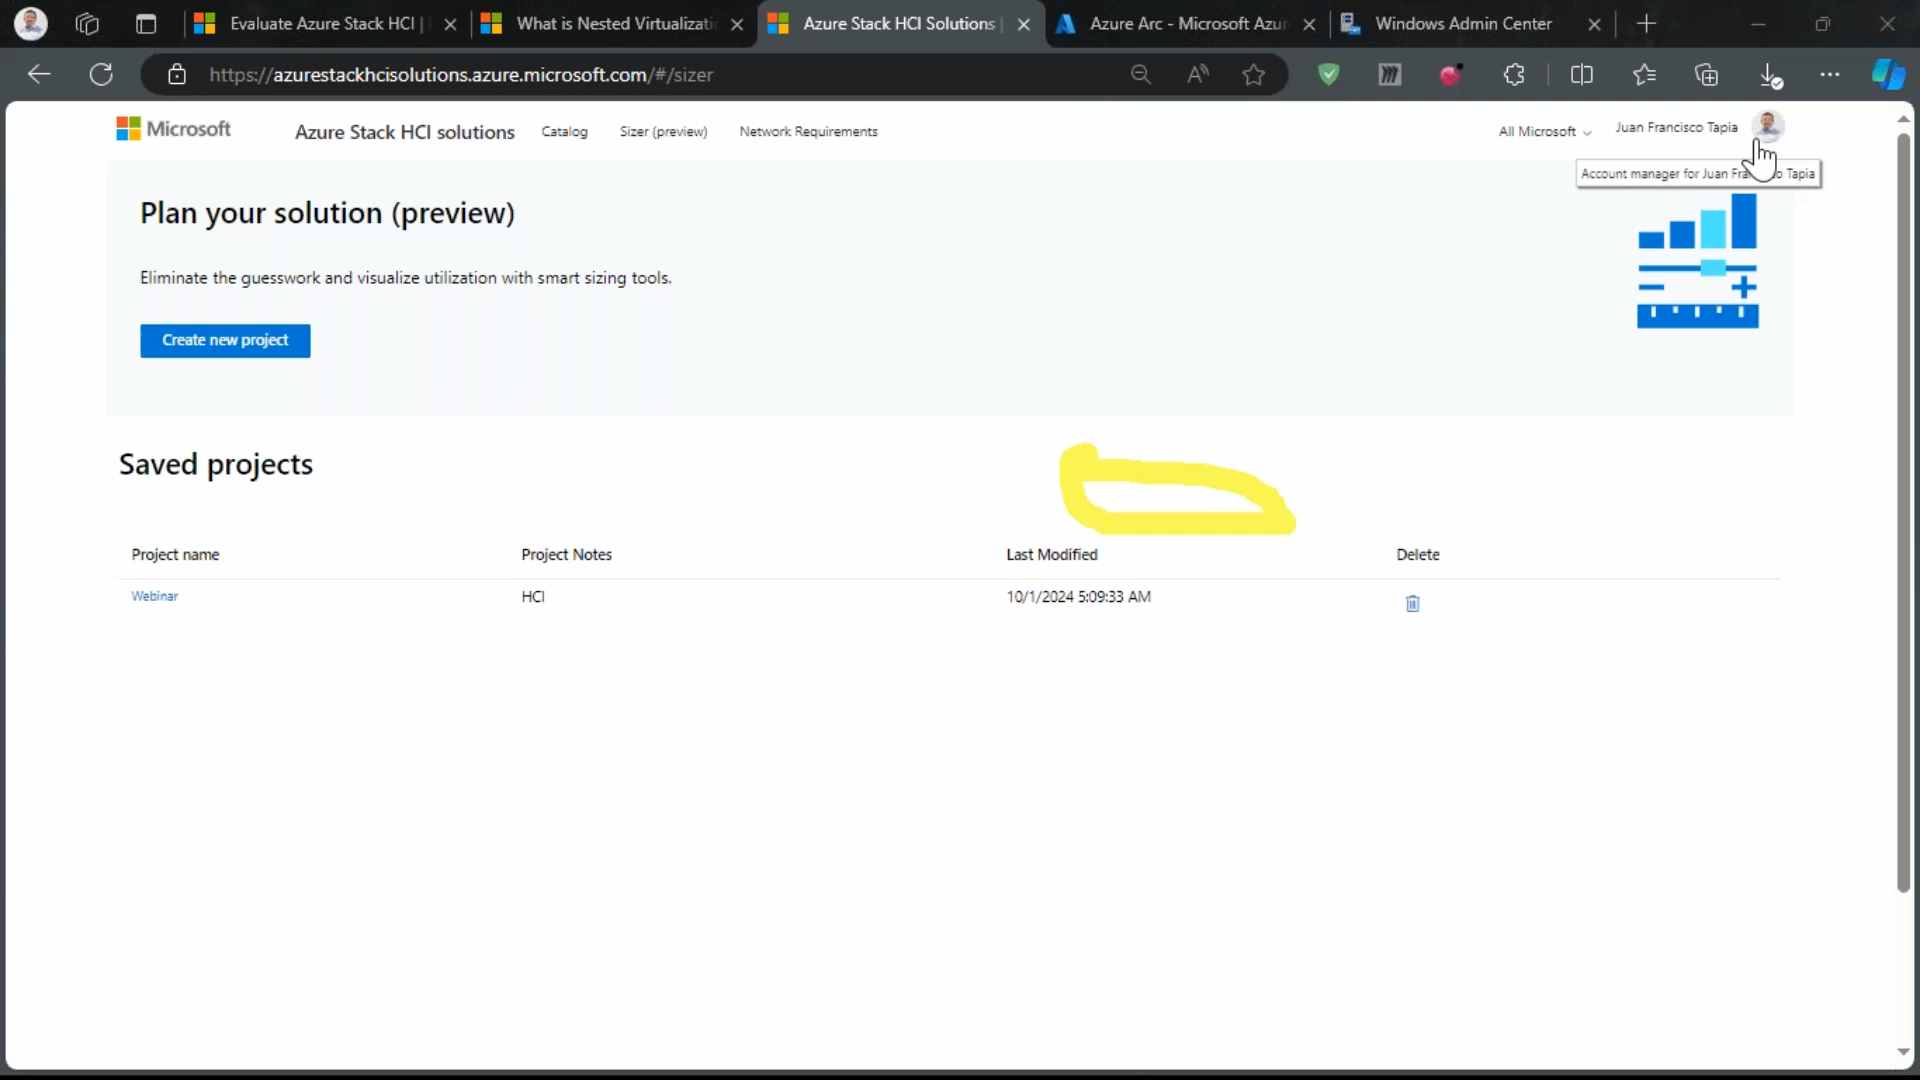 Evaluate Azure Stack HCI |
What is Nested Virtualizati
Azure Stack HCI Solutions |
Azure Arc - Microsoft Azur
Windows Admin Center
https://azurestackhcisolutions.azure.microsoft.com/#/sizer
Microsoft
Azure Stack HCI solutions
Catalog
Sizer (preview)
Network Requirements
All Microsoft
Juan Francisco Tapia
Account manager for Juan Fra o Tapia
Plan your solution (preview)
Eliminate the guesswork and visualize utilization with smart sizing tools.
Create new project
Saved projects
Project name Project Notes Last Modified Delete
Webinar HCI 10/1/2024 5:09:33 AM